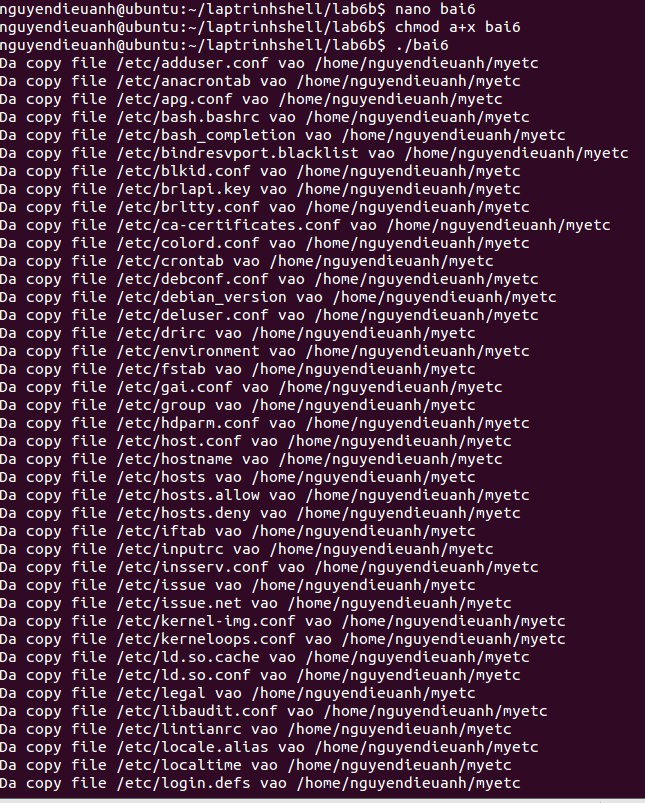 nguyendieuanh@ubuntu:~/laptrinhshell/lab6b$ nano bai6
nguyendieuanh@ubuntu:~/laptrinhshell/lab6b$ chmod a+x bai6
nguyendieuanh@ubuntu:~/laptrinhshell/lab6b$ ./bai6
Da copy file /etc/adduser.conf vao /home/nguyendieuanh/myetc
Da copy file /etc/anacrontab vao /home/nguyendieuanh/myetc
Da copy file /etc/apg.conf vao /home/nguyendieuanh/myetc
Da copy file /etc/bash.bashrc vao /home/nguyendieuanh/myetc
Da copy file /etc/bash_completion vao /home/nguyendieuanh/myetc
Da copy file /etc/bindresvport.blacklist vao /home/nguyendieuanh/myetc
Da copy file /etc/blkid.conf vao /home/nguyendieuanh/myetc
Da copy file /etc/brlapi.key vao /home/nguyendieuanh/myetc
Da copy file /etc/brltty.conf vao /home/nguyendieuanh/myetc
Da copy file /etc/ca-certificates.conf vao /home/nguyendieuanh/myetc
Da copy file /etc/colord.conf vao /home/nguyendieuanh/myetc
Da copy file /etc/crontab vao /home/nguyendieuanh/myetc
Da copy file /etc/debconf.conf vao /home/nguyendieuanh/myetc
Da copy file /etc/debian_version vao /home/nguyendieuanh/myetc
Da copy file /etc/deluser.conf vao /home/nguyendieuanh/myetc
Da copy file /etc/drirc vao /home/nguyendieuanh/myetc
Da copy file /etc/environment vao /home/nguyendieuanh/myetc
Da copy file /etc/fstab vao /home/nguyendieuanh/myetc
Da copy file /etc/gai.conf vao /home/nguyendieuanh/myetc
Da copy file /etc/group vao /home/nguyendieuanh/myetc
Da copy file /etc/hdparm.conf vao /home/nguyendieuanh/myetc
Da copy file /etc/host.conf vao /home/nguyendieuanh/myetc
Da copy file /etc/hostname vao /home/nguyendieuanh/myetc
Da copy file /etc/hosts vao /home/nguyendieuanh/myetc
Da copy file /etc/hosts.allow vao /home/nguyendieuanh/myetc
Da copy file /etc/hosts.deny vao /home/nguyendieuanh/myetc
Da copy file /etc/iftab vao /home/nguyendieuanh/myetc
Da copy file /etc/inputrc vao /home/nguyendieuanh/myetc
Da copy file /etc/insserv.conf vao /home/nguyendieuanh/myetc
Da copy file /etc/issue vao /home/nguyendieuanh/myetc
Da copy file /etc/issue.net vao /home/nguyendieuanh/myetc
Da copy file /etc/kernel-img.conf vao /home/nguyendieuanh/myetc
Da copy file /etc/kerneloops.conf vao /home/nguyendieuanh/myetc
Da copy file /etc/ld.so.cache vao /home/nguyendieuanh/myetc
Da copy file /etc/ld.so.conf vao /home/nguyendieuanh/myetc
Da copy file /etc/legal vao /home/nguyendieuanh/myetc
Da copy file /etc/libaudit.conf vao /home/nguyendieuanh/myetc
Da copy file /etc/lintianrc vao /home/nguyendieuanh/myetc
Da copy file /etc/locale.alias vao /home/nguyendieuanh/myetc
Da copy file /etc/localtime vao /home/nguyendieuanh/myetc
Da copy file /etc/login.defs vao /home/nguyendieuanh/myetc